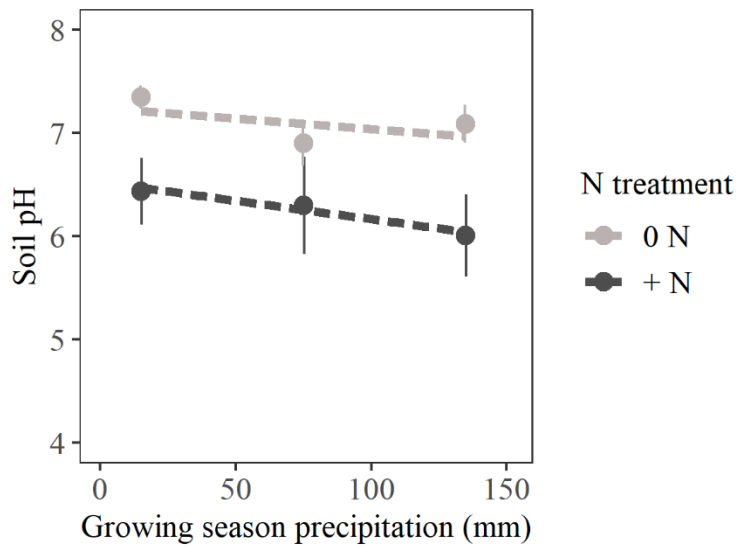 8
7
6
5
4
Soil pH
0 50 100 150
Growing season precipitation (mm)
N treatment
0 N
+ N